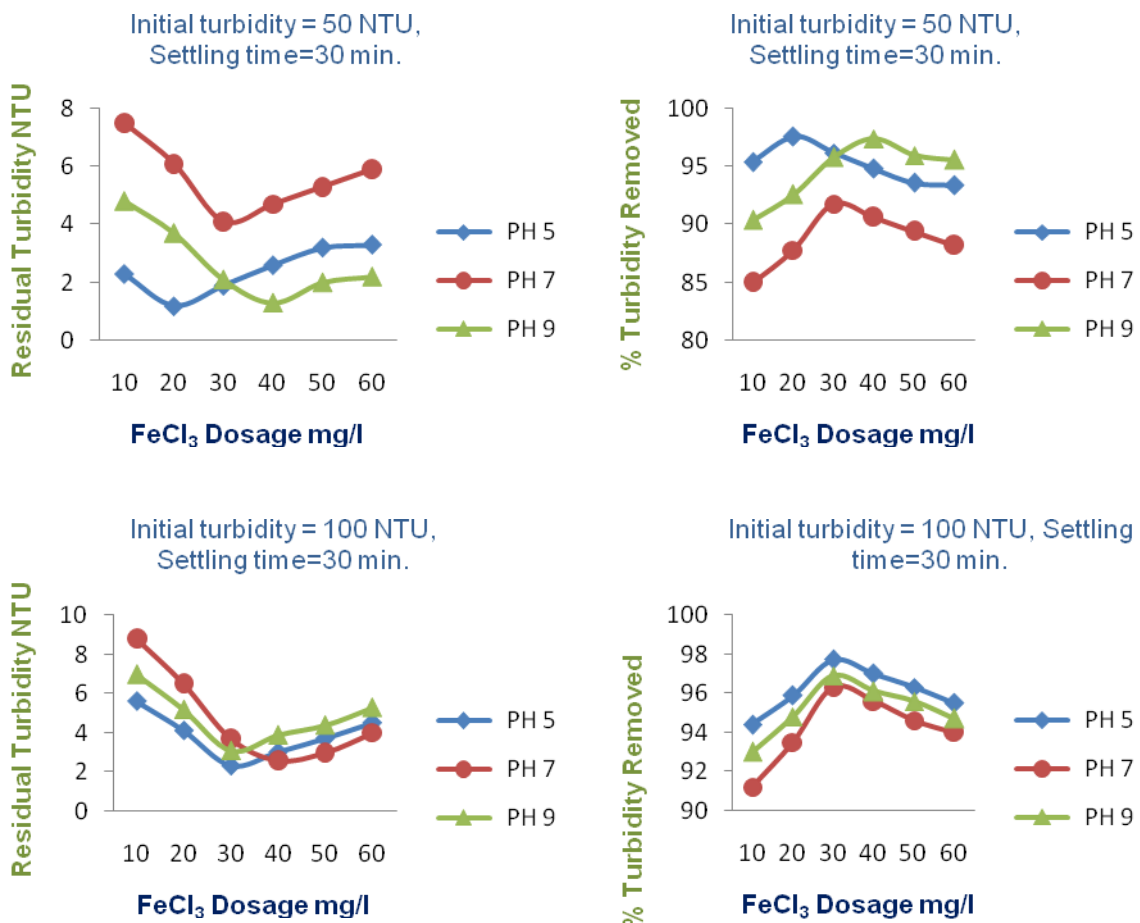 Initial turbidity = 50 NTU,
Settling time=30 min.
Residual Turbidity NTU
8
6
4
2
0
10 20 30 40 50 60
FeCl₃ Dosage mg/l
PH 5
PH 7
PH 9
Initial turbidity = 50 NTU,
Settling time=30 min.
% Turbidity Removed
100
95
90
85
80
10 20 30 40 50 60
FeCl₃ Dosage mg/l
PH 5
PH 7
PH 9
Initial turbidity = 100 NTU,
Settling time=30 min.
Residual Turbidity NTU
10
8
6
4
2
0
10 20 30 40 50 60
FeCl₃ Dosage mg/l
PH 5
PH 7
PH 9
Initial turbidity = 100 NTU, Settling
time=30 min.
% Turbidity Removed
100
98
96
94
92
90
10 20 30 40 50 60
FeCl₃ Dosage mg/l
PH 5
PH 7
PH 9